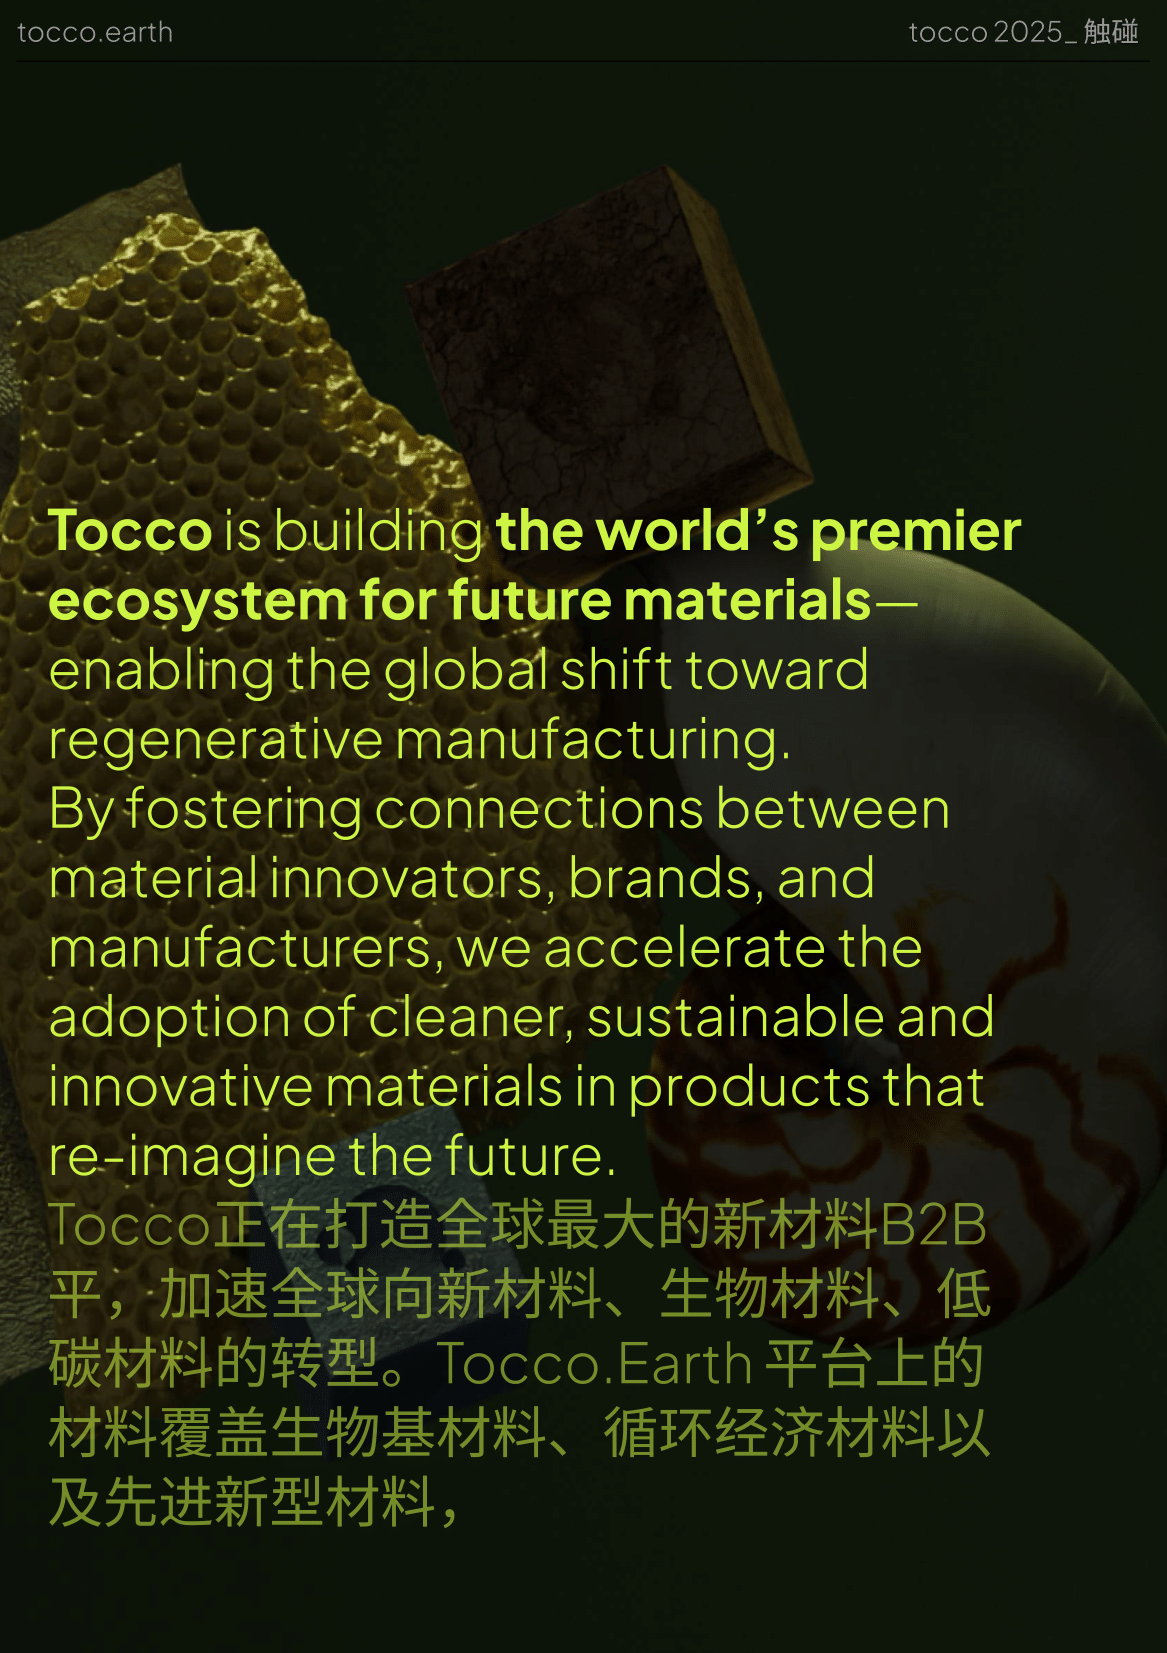 tocco.earth
tocco 2025_ 触碰
Tocco is building the world’s premier
ecosystem for future materials—
enabling the global shift toward
regenerative manufacturing.
By fostering connections between
material innovators, brands, and
manufacturers, we accelerate the
adoption of cleaner, sustainable and
innovative materials in products that
re-imagine the future.
Tocco正在打造全球最大的新材料B2B
平，加速全球向新材料、生物材料、低
碳材料的转型。Tocco.Earth 平台上的
材料覆盖生物基材料、循环经济材料以
及先进新型材料，